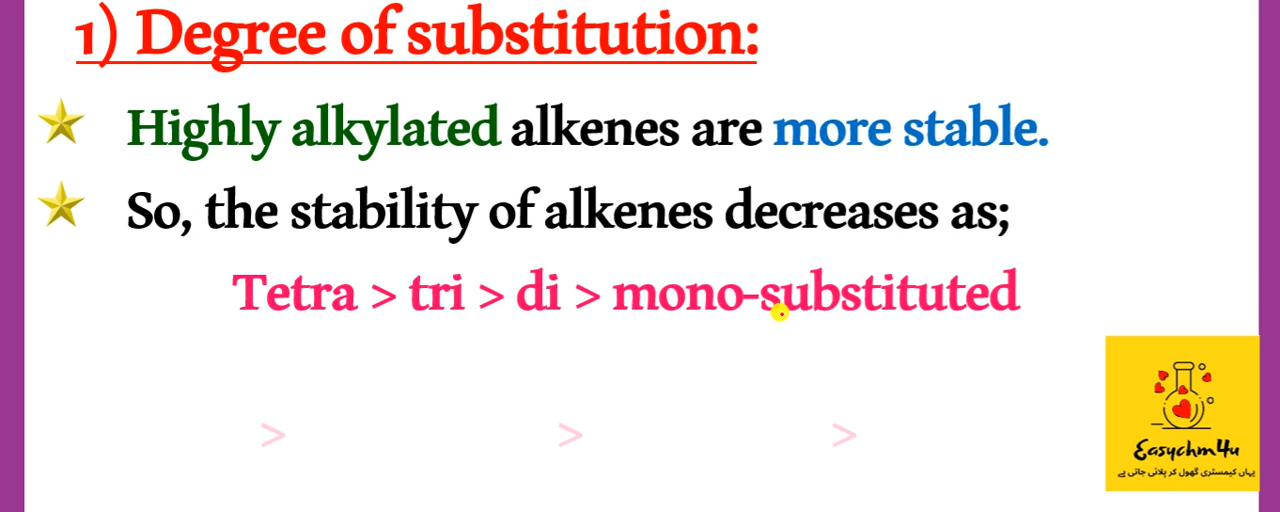 1) Degree of substitution:
Highly alkylated alkenes are more stable.
So, the stability of alkenes decreases as;
Tetra > tri > di > mono-substituted
> > >
Easychm4u
یہاں کیمسٹری گھول کر پلائی جاتی ہے